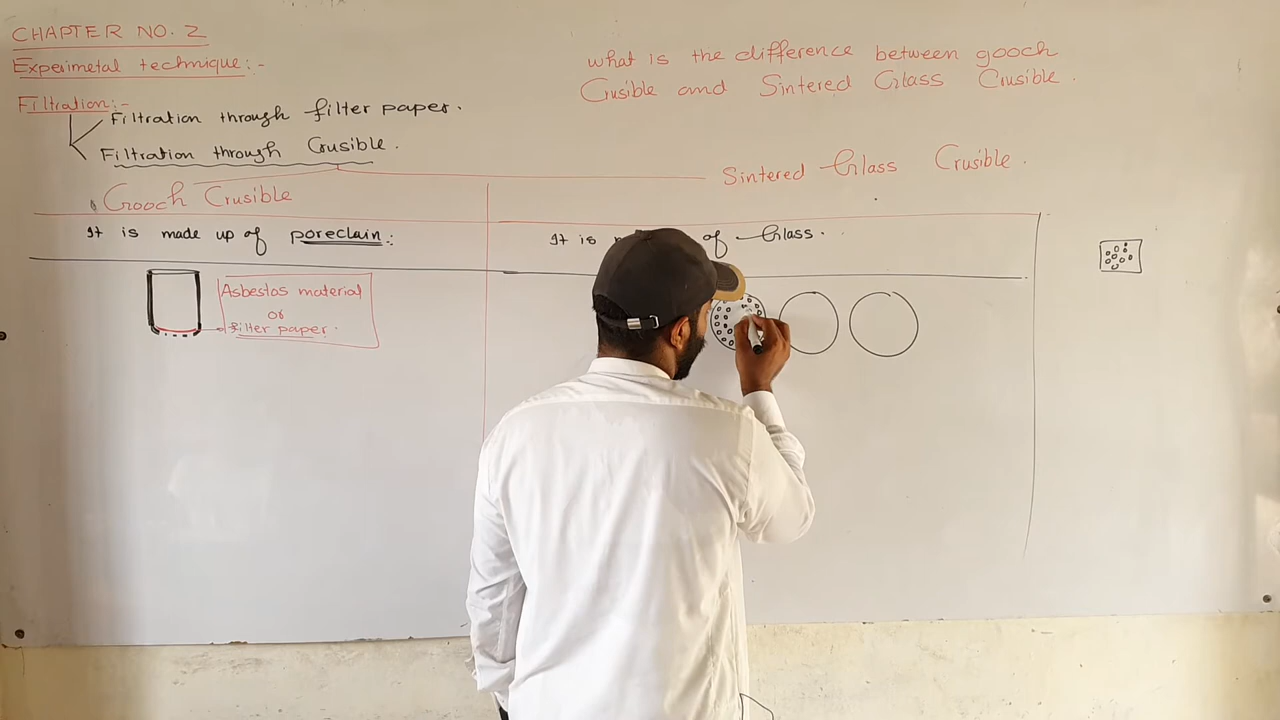 CHAPTER NO. 2
Experimetal technique:-
Filtration:-
Filtration through filter paper.
Filtration through Crusible.
what is the difference between gooch
Crusible and Sintered Glass Crusible.
Gooch Crusible
Sintered Glass Crusible.
It is made up of poreclain:
It is of Glass.
Asbestos material
or
filter paper.